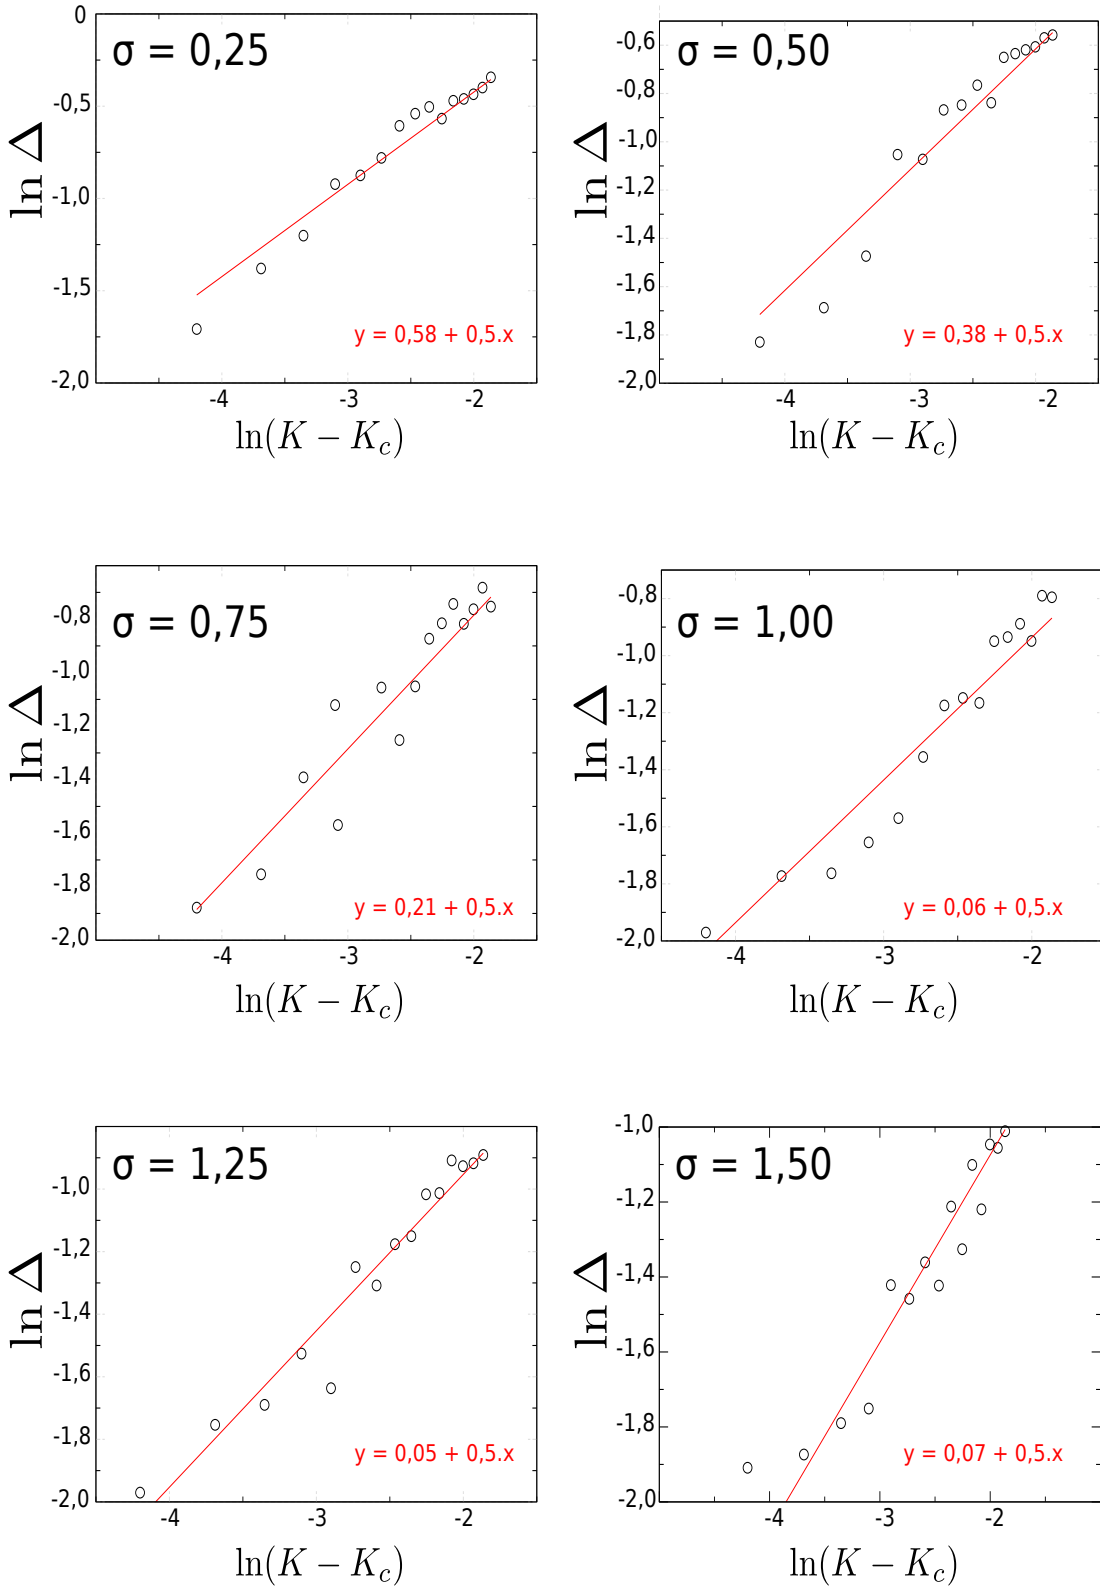 0
-0,5
-1,0
-1,5
-2,0
σ = 0,25
ln Δ
y = 0,58 + 0,5.x
-4
-3
-2
ln(K − K_c)
-0,6
-0,8
-1,0
-1,2
-1,4
-1,6
-1,8
-2,0
σ = 0,50
ln Δ
y = 0,38 + 0,5.x
-4
-3
-2
ln(K − K_c)
-0,8
-1,0
-1,2
-1,4
-1,6
-1,8
-2,0
σ = 0,75
ln Δ
y = 0,21 + 0,5.x
-4
-3
-2
ln(K − K_c)
-0,8
-1,0
-1,2
-1,4
-1,6
-1,8
-2,0
σ = 1,00
ln Δ
y = 0,06 + 0,5.x
-4
-3
-2
ln(K − K_c)
-1,0
-1,2
-1,4
-1,6
-1,8
-2,0
σ = 1,25
ln Δ
y = 0,05 + 0,5.x
-4
-3
-2
ln(K − K_c)
-1,0
-1,2
-1,4
-1,6
-1,8
-2,0
σ = 1,50
ln Δ
y = 0,07 + 0,5.x
-4
-3
-2
ln(K − K_c)